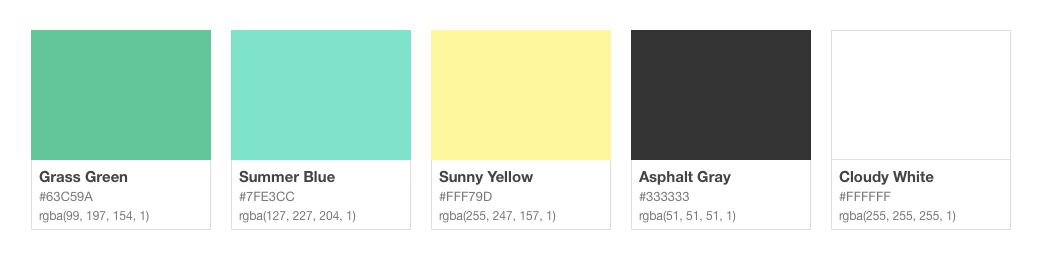 Grass Green
#63C59A
rgba(99, 197, 154, 1)
Summer Blue
#7FE3CC
rgba(127, 227, 204, 1)
Sunny Yellow
#FFF79D
rgba(255, 247, 157, 1)
Asphalt Gray
#333333
rgba(51, 51, 51, 1)
Cloudy White
#FFFFFF
rgba(255, 255, 255, 1)